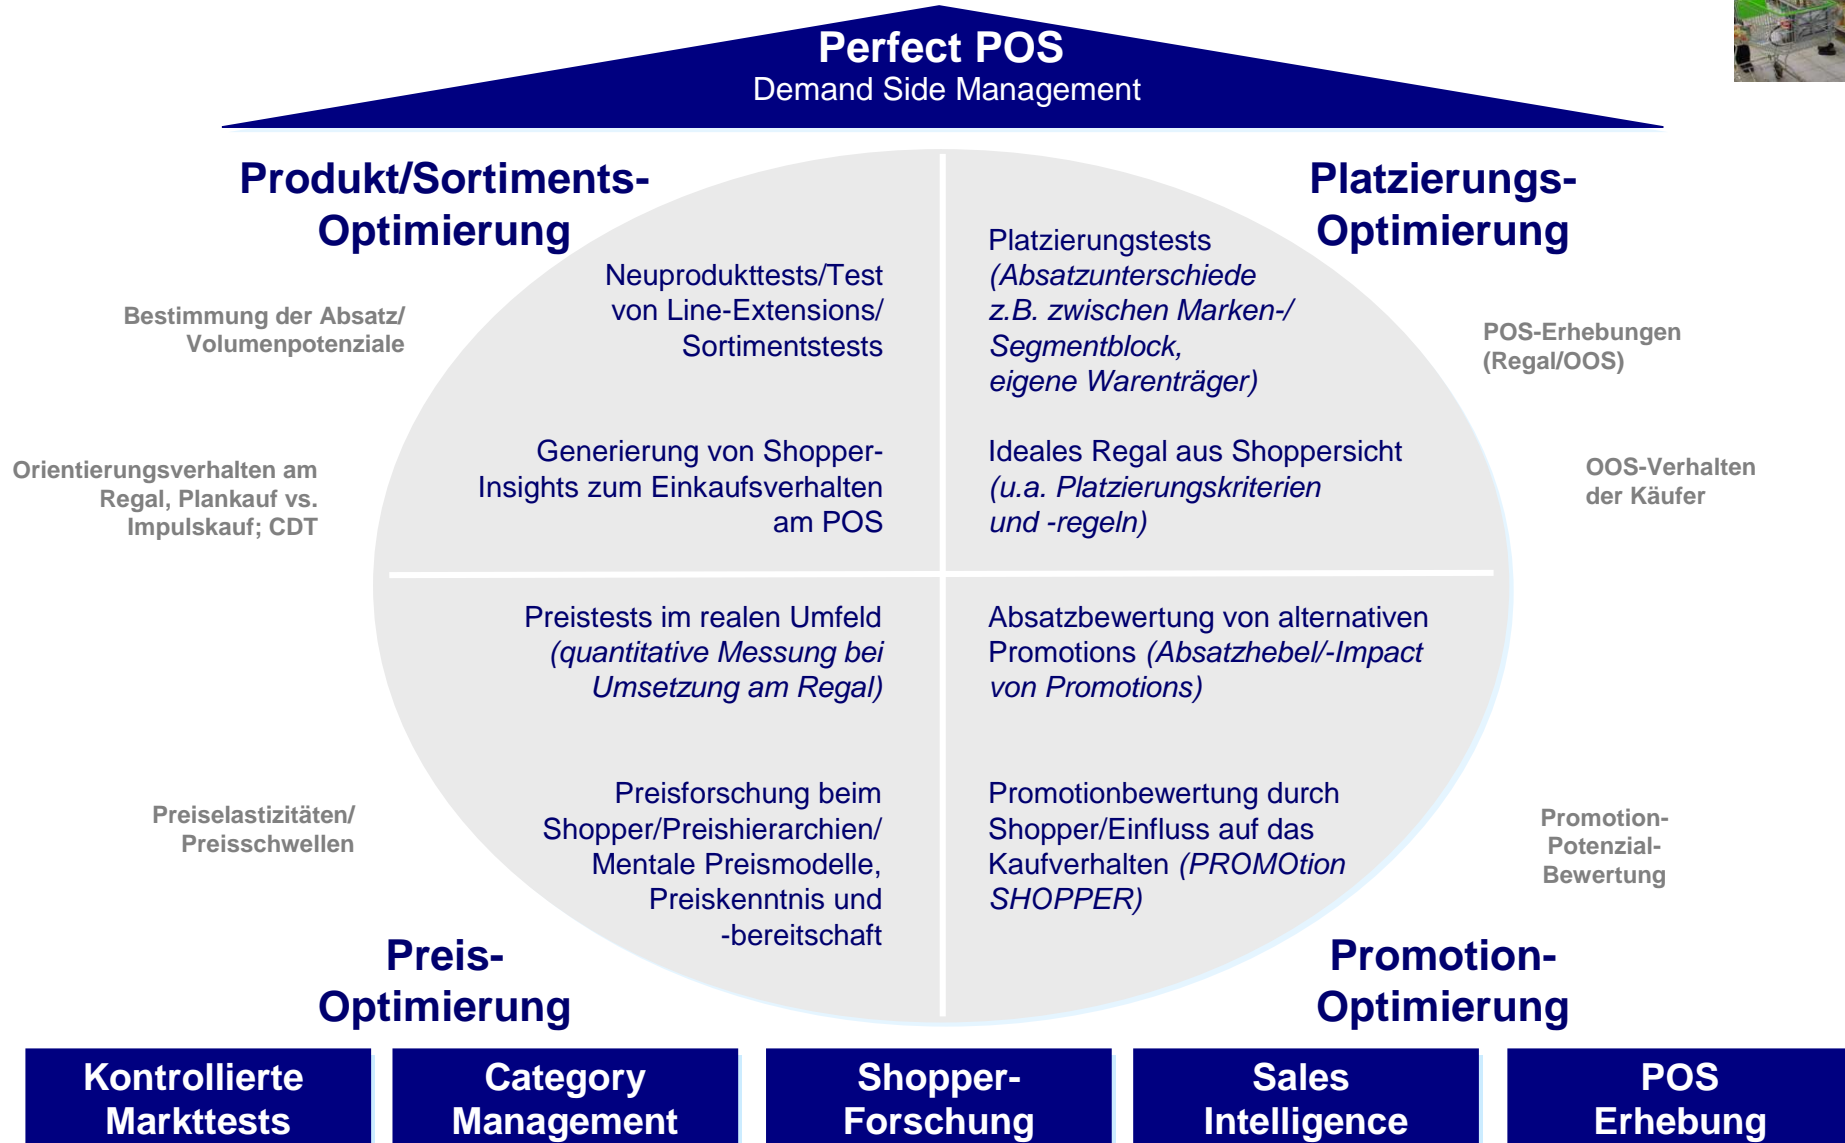 Perfect POS
Demand Side Management
Produkt/Sortiments-
Optimierung
Neuprodukttests/Test
von Line-Extensions/
Sortimentstests
Bestimmung der Absatz/
Volumenpotenziale
Generierung von Shopper-
Insights zum Einkaufsverhalten
am POS
Orientierungsverhalten am
Regal, Plankauf vs.
Impulskauf; CDT
Platzierungs-
Optimierung
Platzierungstests
(Absatzunterschiede
z.B. zwischen Marken-/
Segmentblock,
eigene Warenträger)
POS-Erhebungen
(Regal/OOS)
Ideales Regal aus Shoppersicht
(u.a. Platzierungskriterien
und -regeln)
OOS-Verhalten
der Käufer
Preistests im realen Umfeld
(quantitative Messung bei
Umsetzung am Regal)
Preiselastizitäten/
Preisschwellen
Preisforschung beim
Shopper/Preishierarchien/
Mentale Preismodelle,
Preiskenntnis und
-bereitschaft
Preis-
Optimierung
Absatzbewertung von alternativen
Promotions (Absatzhebel/-Impact
von Promotions)
Promotionbewertung durch
Shopper/Einfluss auf das
Kaufverhalten (PROMOtion
SHOPPER)
Promotion-
Potenzial-
Bewertung
Promotion-
Optimierung
Kontrollierte
Markttests
Category
Management
Shopper-
Forschung
Sales
Intelligence
POS
Erhebung